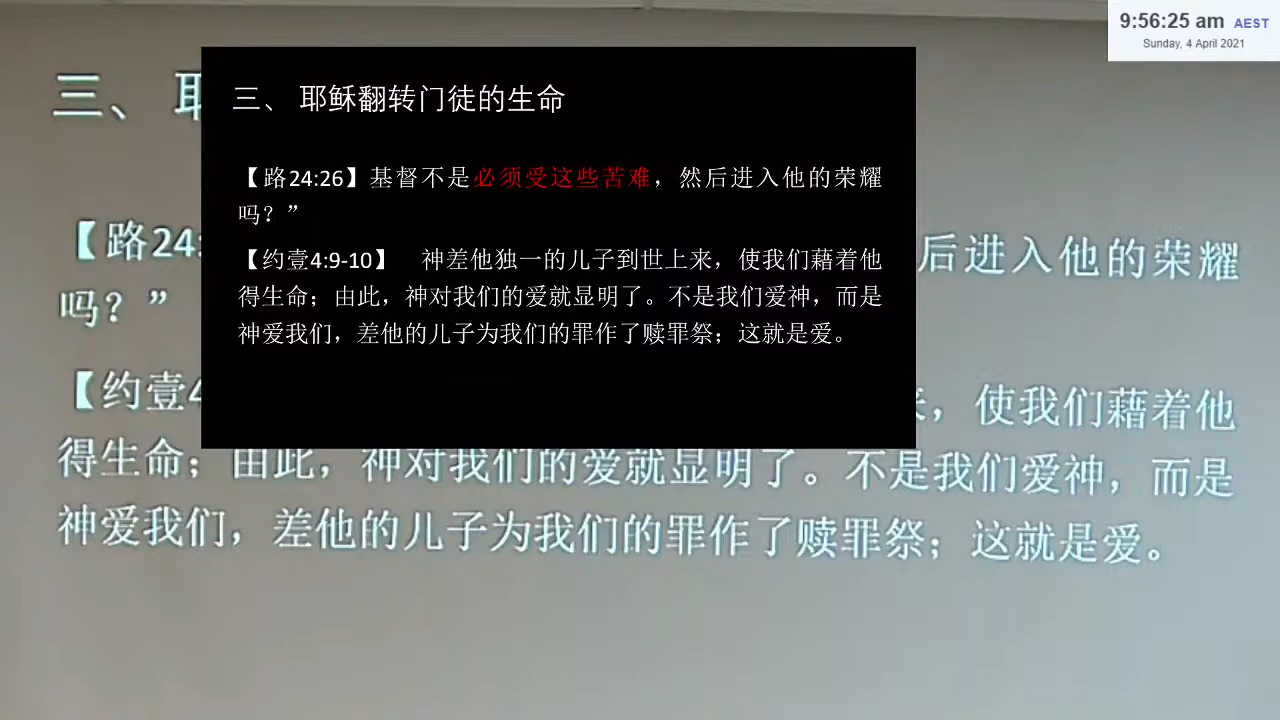 9:56:25 am AEST
Sunday, 4 April 2021
三、 耶稣翻转门徒的生命
【路24:26】基督不是必须受这些苦难，然后进入他的荣耀
吗？”
【约壹4:9-10】 神差他独一的儿子到世上来，使我们藉着他
得生命；由此，神对我们的爱就显明了。不是我们爱神，而是
神爱我们，差他的儿子为我们的罪作了赎罪祭；这就是爱。
三、 耶
【路24:
后进入他的荣耀
吗？”
【约壹4
，使我们藉着他
得生命；由此，神对我们的爱就显明了。不是我们爱神，而是
神爱我们，差他的儿子为我们的罪作了赎罪祭；这就是爱。